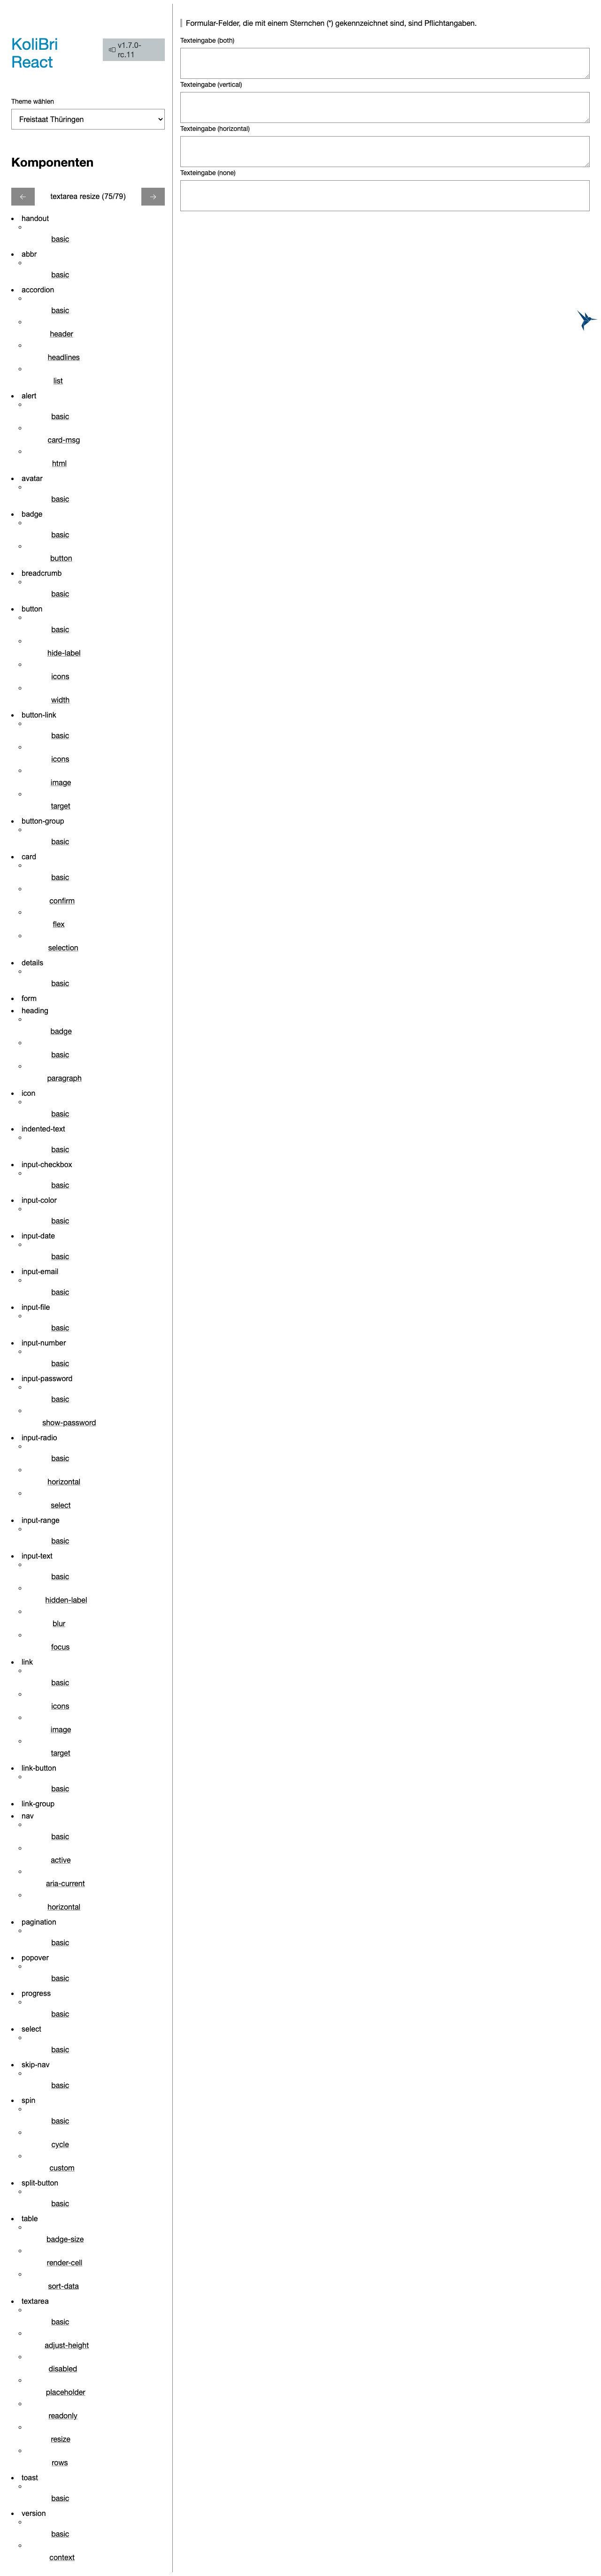 KoliBri
React
v1.7.0-
rc.11
Theme wählen
Freistaat Thüringen
Komponenten
textarea resize (75/79)
handout
basic
abbr
basic
accordion
basic
header
headlines
list
alert
basic
card-msg
html
avatar
basic
badge
basic
button
breadcrumb
basic
button
basic
hide-label
icons
width
button-link
basic
icons
image
target
button-group
basic
card
basic
confirm
flex
selection
details
basic
form
heading
badge
basic
paragraph
icon
basic
indented-text
basic
input-checkbox
basic
input-color
basic
input-date
basic
input-email
basic
input-file
basic
input-number
basic
input-password
basic
show-password
input-radio
basic
horizontal
select
input-range
basic
input-text
basic
hidden-label
blur
focus
link
basic
icons
image
target
link-button
basic
link-group
nav
basic
active
aria-current
horizontal
pagination
basic
popover
basic
progress
basic
select
basic
skip-nav
basic
spin
basic
cycle
custom
split-button
basic
table
badge-size
render-cell
sort-data
textarea
basic
adjust-height
disabled
placeholder
readonly
resize
rows
toast
basic
version
basic
context
Formular-Felder, die mit einem Sternchen (*) gekennzeichnet sind, sind Pflichtangaben.
Texteingabe (both)
Texteingabe (vertical)
Texteingabe (horizontal)
Texteingabe (none)